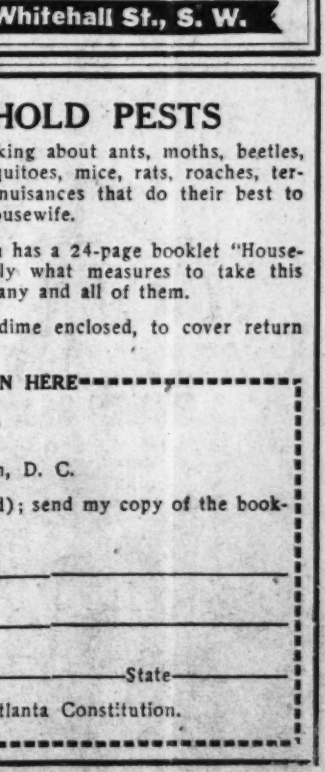 Whitehall St., S. W.
HOLD PESTS
king about ants, moths, beetles,
quitoes, mice, rats, roaches, ter-
nuisances that do their best to
ousewife.
n has a 24-page booklet "House-
ly what measures to take this
any and all of them.
dime enclosed, to cover return
N HERE
n, D. C.
d); send my copy of the book-
State
tlanta Constitution.